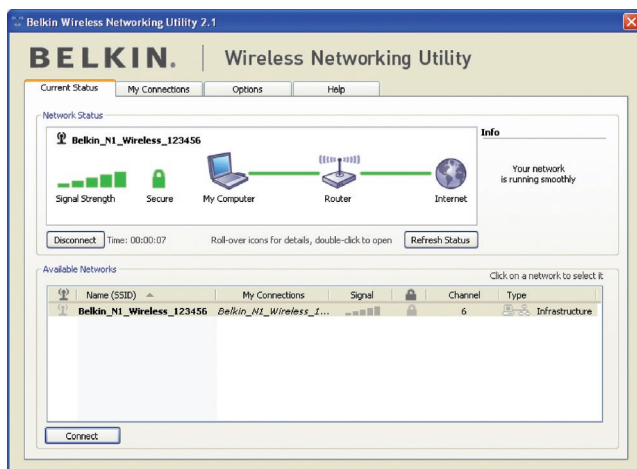 Belkin Wireless Networking Utility 2.1
BELKIN. | Wireless Networking Utility
Current Status My Connections Options Help
Network Status
Belkin_N1_Wireless_123456
Signal Strength Secure My Computer Router Internet
Info
Your network
is running smoothly
Disconnect Time: 00:00:07 Roll-over icons for details, double-click to open Refresh Status
Available Networks
Click on a network to select it
Name (SSID) My Connections Signal Channel Type
Belkin_N1_Wireless_123456 Belkin_N1_Wireless_1... 6 Infrastructure
Connect